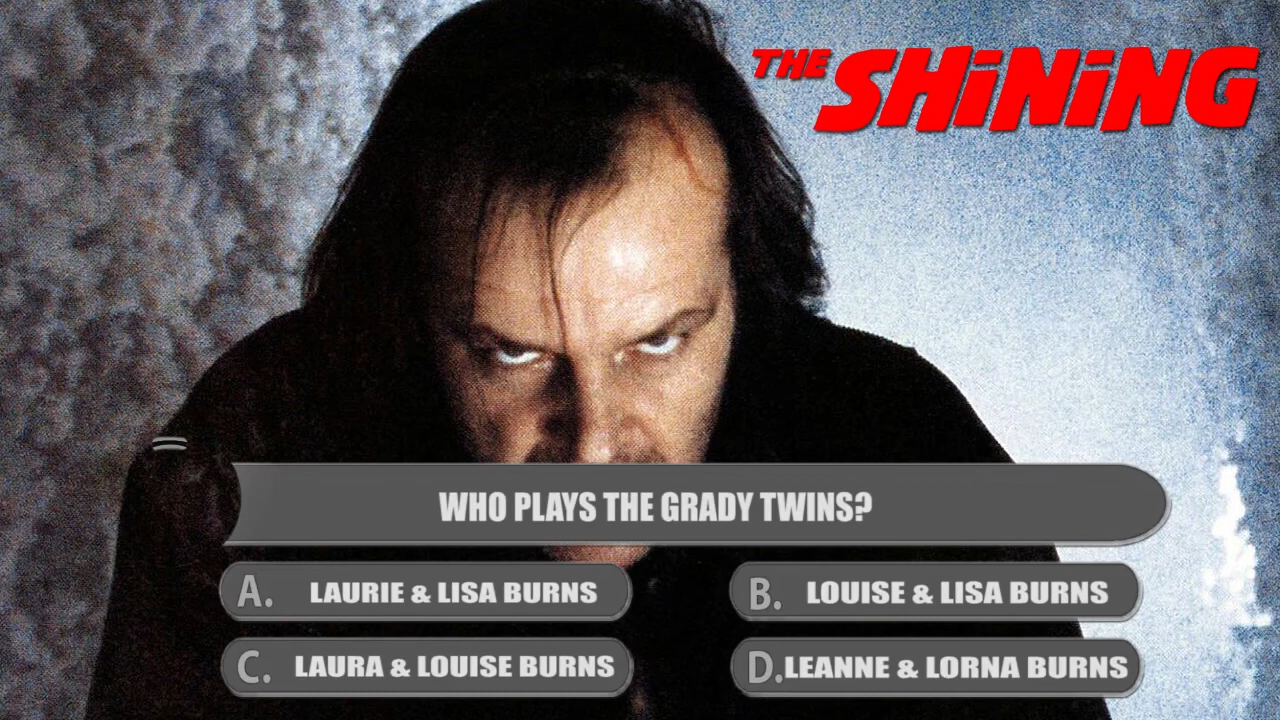 THE SHiNiNG
WHO PLAYS THE GRADY TWINS?
A. LAURIE & LISA BURNS
B. LOUISE & LISA BURNS
C. LAURA & LOUISE BURNS
D. LEANNE & LORNA BURNS